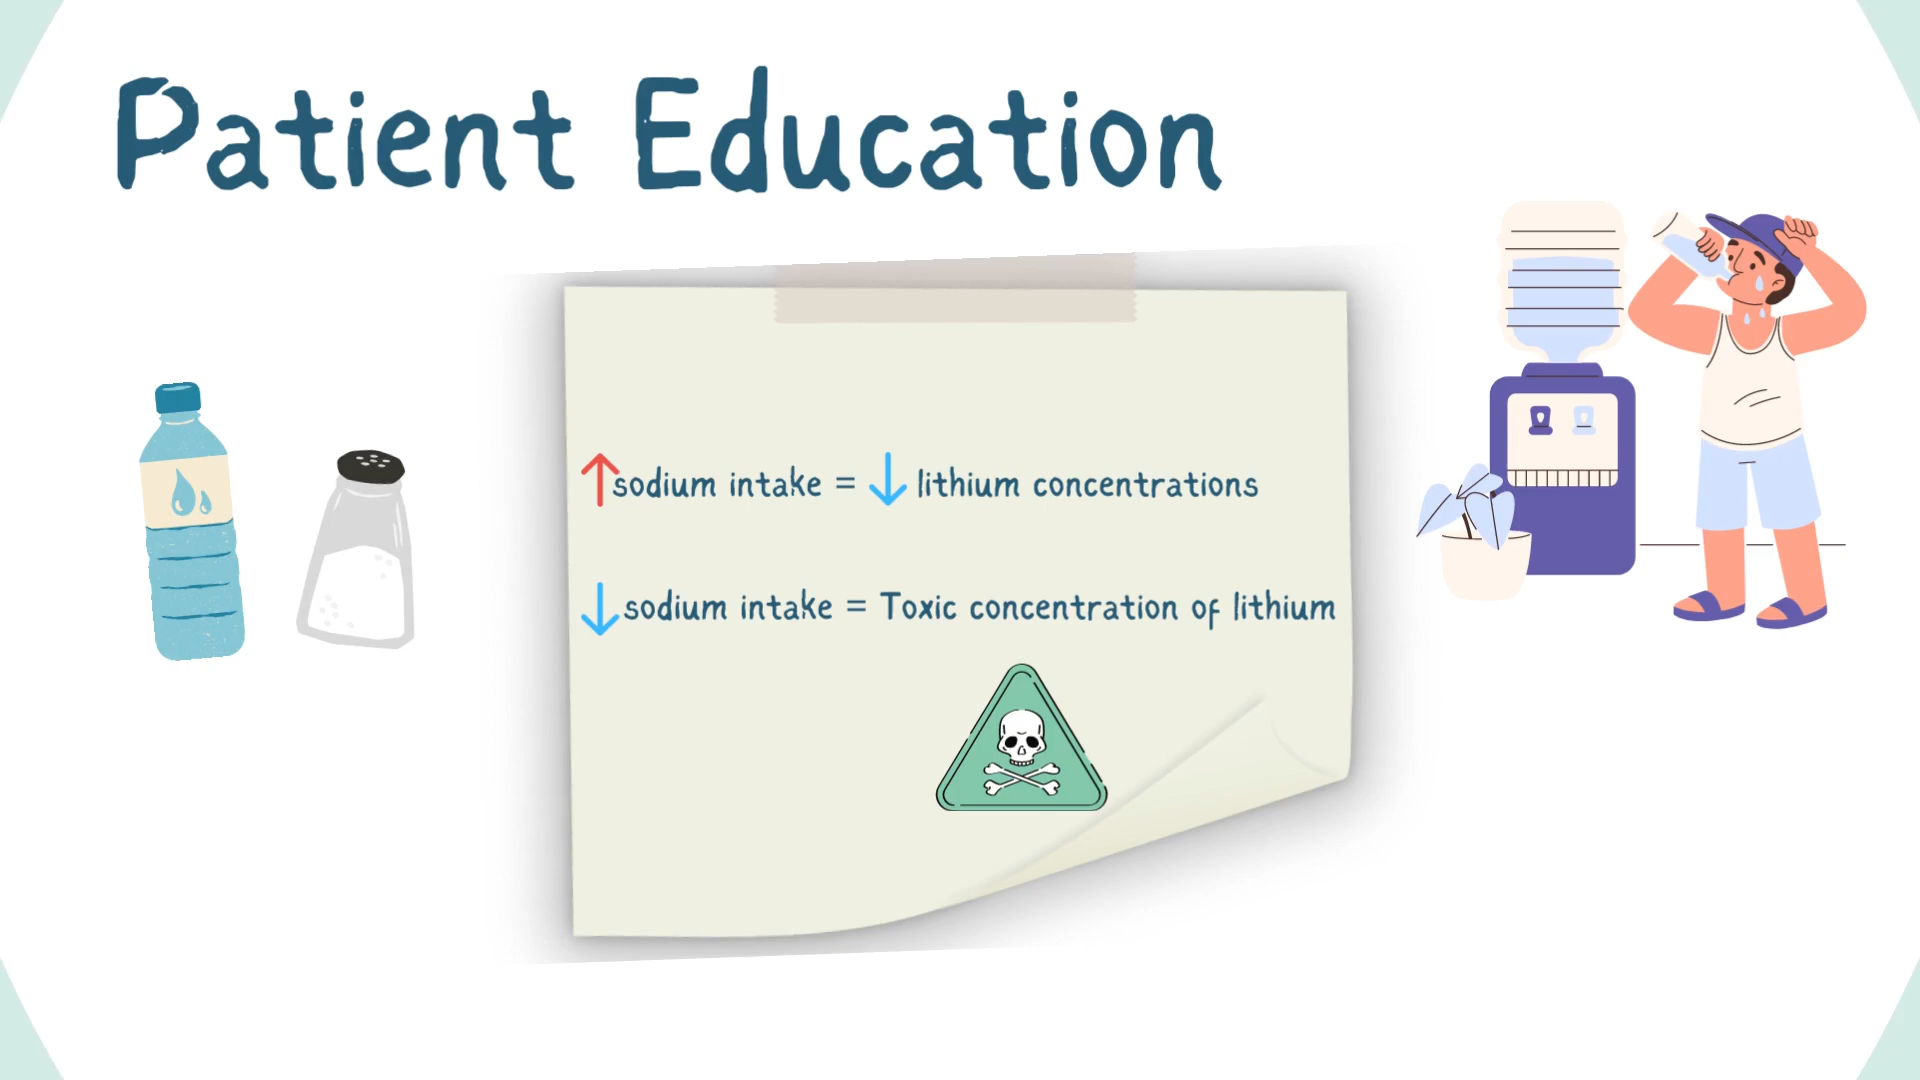 Patient Education
↑sodium intake = ↓ lithium concentrations
↓sodium intake = Toxic concentration of lithium